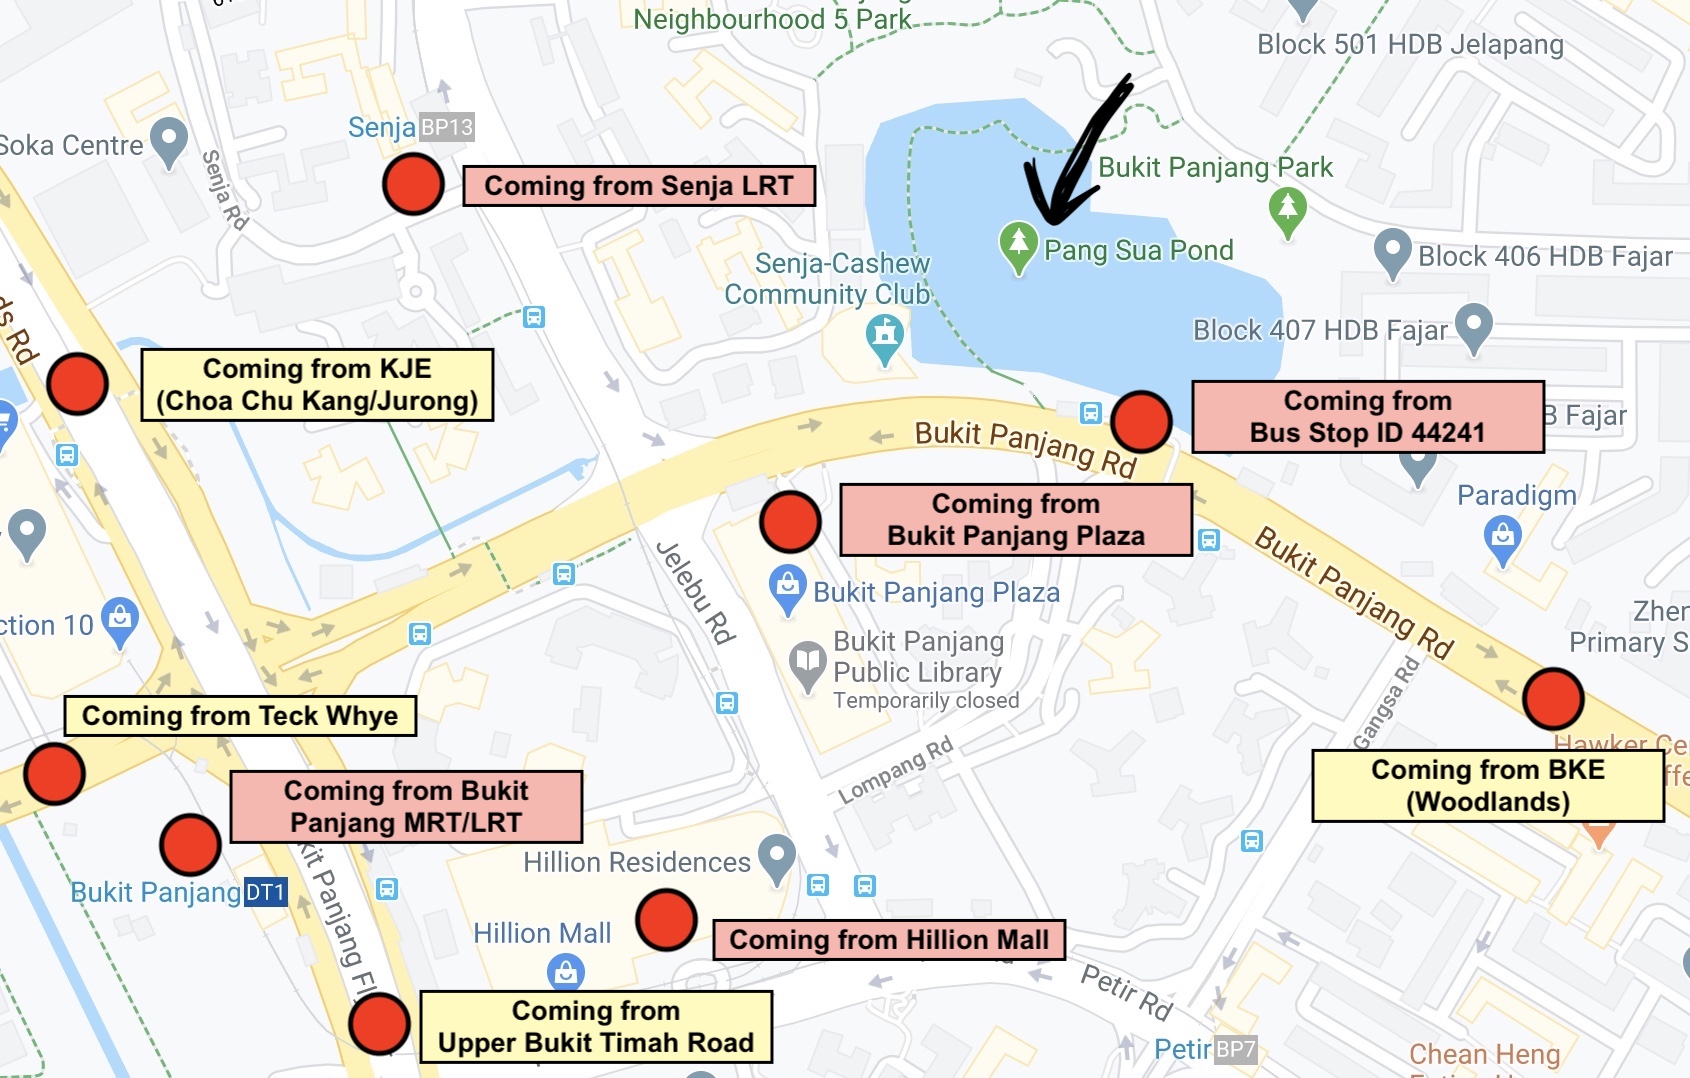 Neighbourhood 5 Park
Block 501 HDB Jelapang
Senja BP13
Soka Centre
Senja Rd
Coming from Senja LRT
Bukit Panjang Park
Pang Sua Pond
Block 406 HDB Fajar
Senja-Cashew
Community Club
Block 407 HDB Fajar
Rd
Coming from KJE
(Choa Chu Kang/Jurong)
Coming from
Bus Stop ID 44241
B Fajar
Bukit Panjang Rd
Coming from
Bukit Panjang Plaza
Paradigm
Jelebu Rd
Bukit Panjang Rd
Bukit Panjang Plaza
ction 10
Bukit Panjang
Public Library
Temporarily closed
Zhen
Primary S
Coming from Teck Whye
Gangsa Rd
Hawker Ce
ffe
Lompang Rd
Coming from BKE
(Woodlands)
Coming from Bukit
Panjang MRT/LRT
Hillion Residences
Bukit Panjang DT1
kit Panjang Fl
Hillion Mall
Coming from Hillion Mall
Petir Rd
Coming from
Upper Bukit Timah Road
Petir BP7
Chean Heng